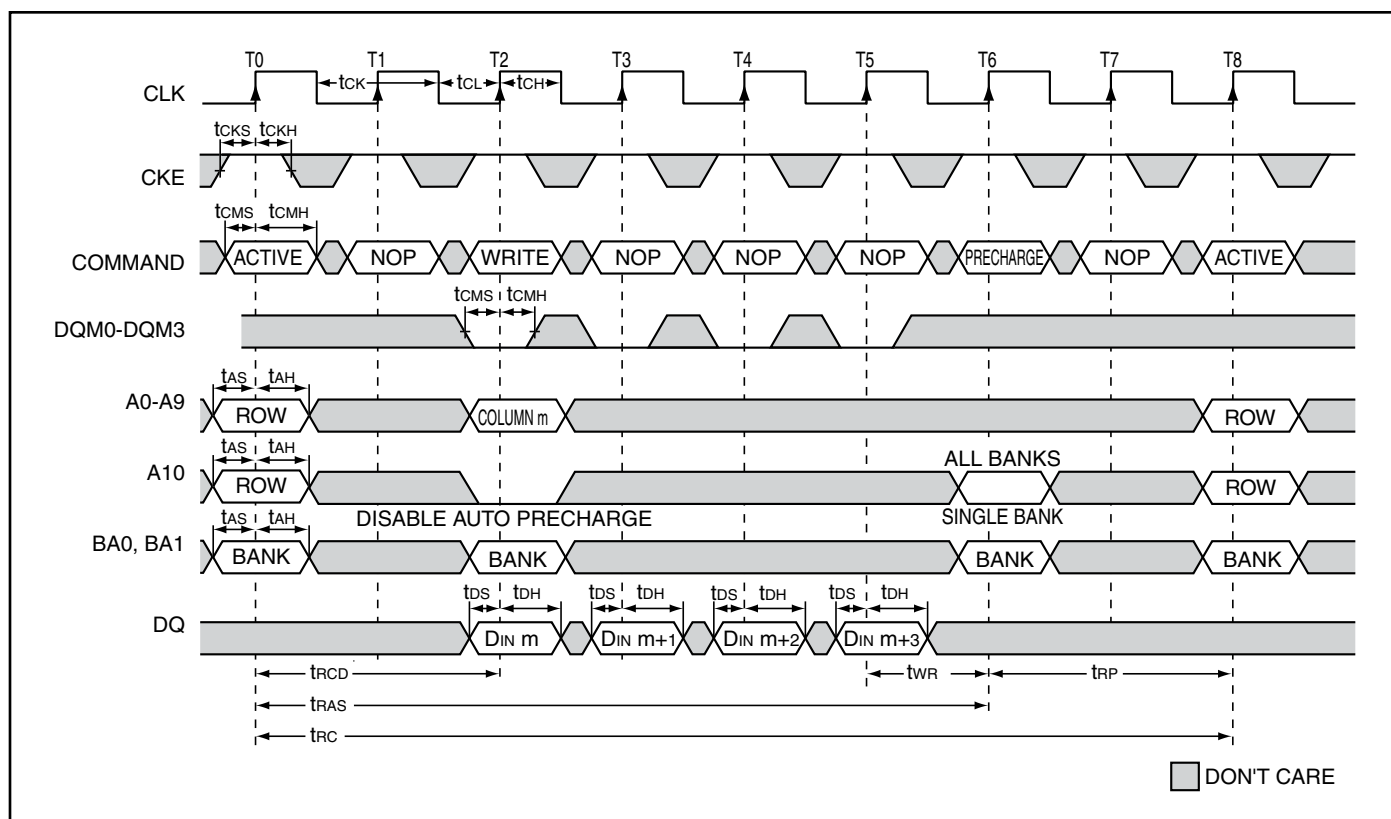 T0 T1 T2 T3 T4 T5 T6 T7 T8
CLK tCK tCL tCH
tCKS tCKH
CKE
tCMS tCMH
COMMAND ACTIVE NOP WRITE NOP NOP NOP PRECHARGE NOP ACTIVE
tCMS tCMH
DQM0-DQM3
tAS tAH
A0-A9 ROW COLUMN m ROW
tAS tAH ALL BANKS
A10 ROW ROW
DISABLE AUTO PRECHARGE SINGLE BANK
tAS tAH
BA0, BA1 BANK BANK BANK BANK
tDS tDH tDS tDH tDS tDH tDS tDH
DQ DIN m DIN m+1 DIN m+2 DIN m+3
tRCD tWR tRP
tRAS
tRC
DON'T CARE